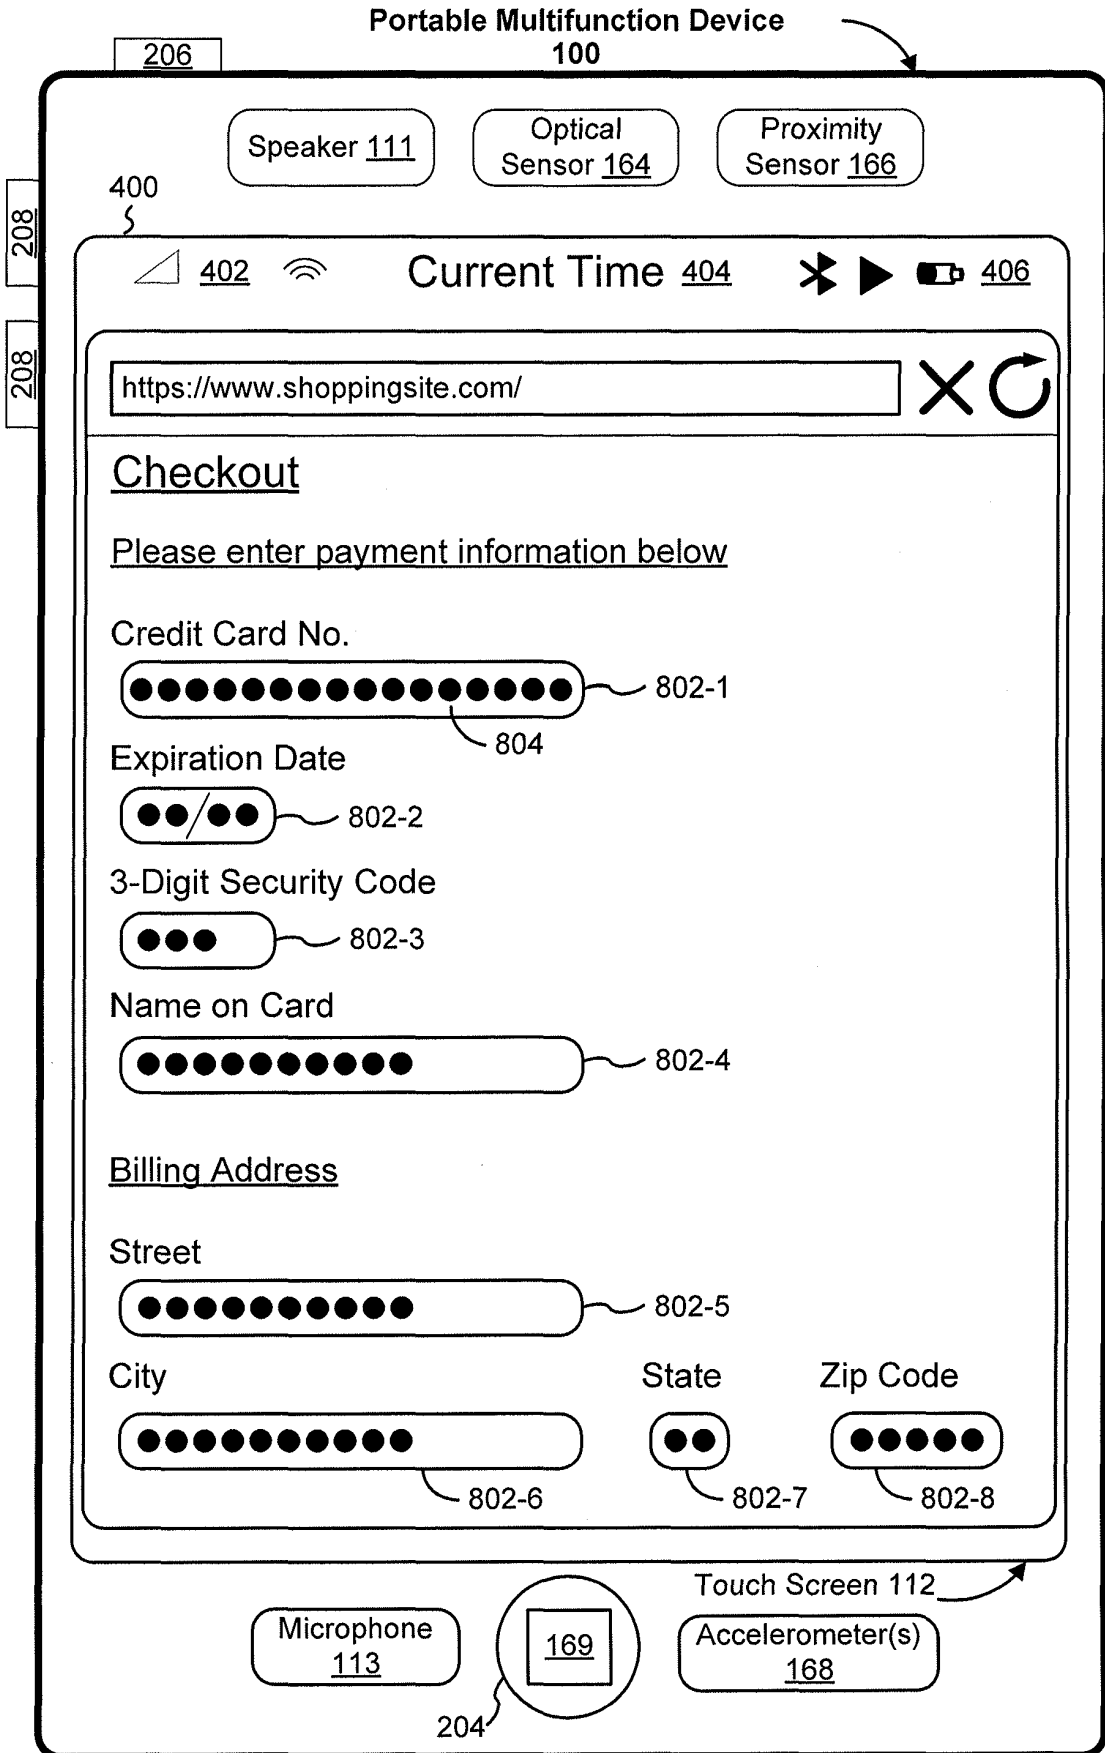 Portable Multifunction Device
100
206
Speaker 111
Optical
Sensor 164
Proximity
Sensor 166
400
208
402
Current Time 404
406
208
https://www.shoppingsite.com/
Checkout
Please enter payment information below
Credit Card No.
802-1
804
Expiration Date
802-2
3-Digit Security Code
802-3
Name on Card
802-4
Billing Address
Street
802-5
City
State
Zip Code
802-6
802-7
802-8
Touch Screen 112
Microphone
113
169
Accelerometer(s)
168
204